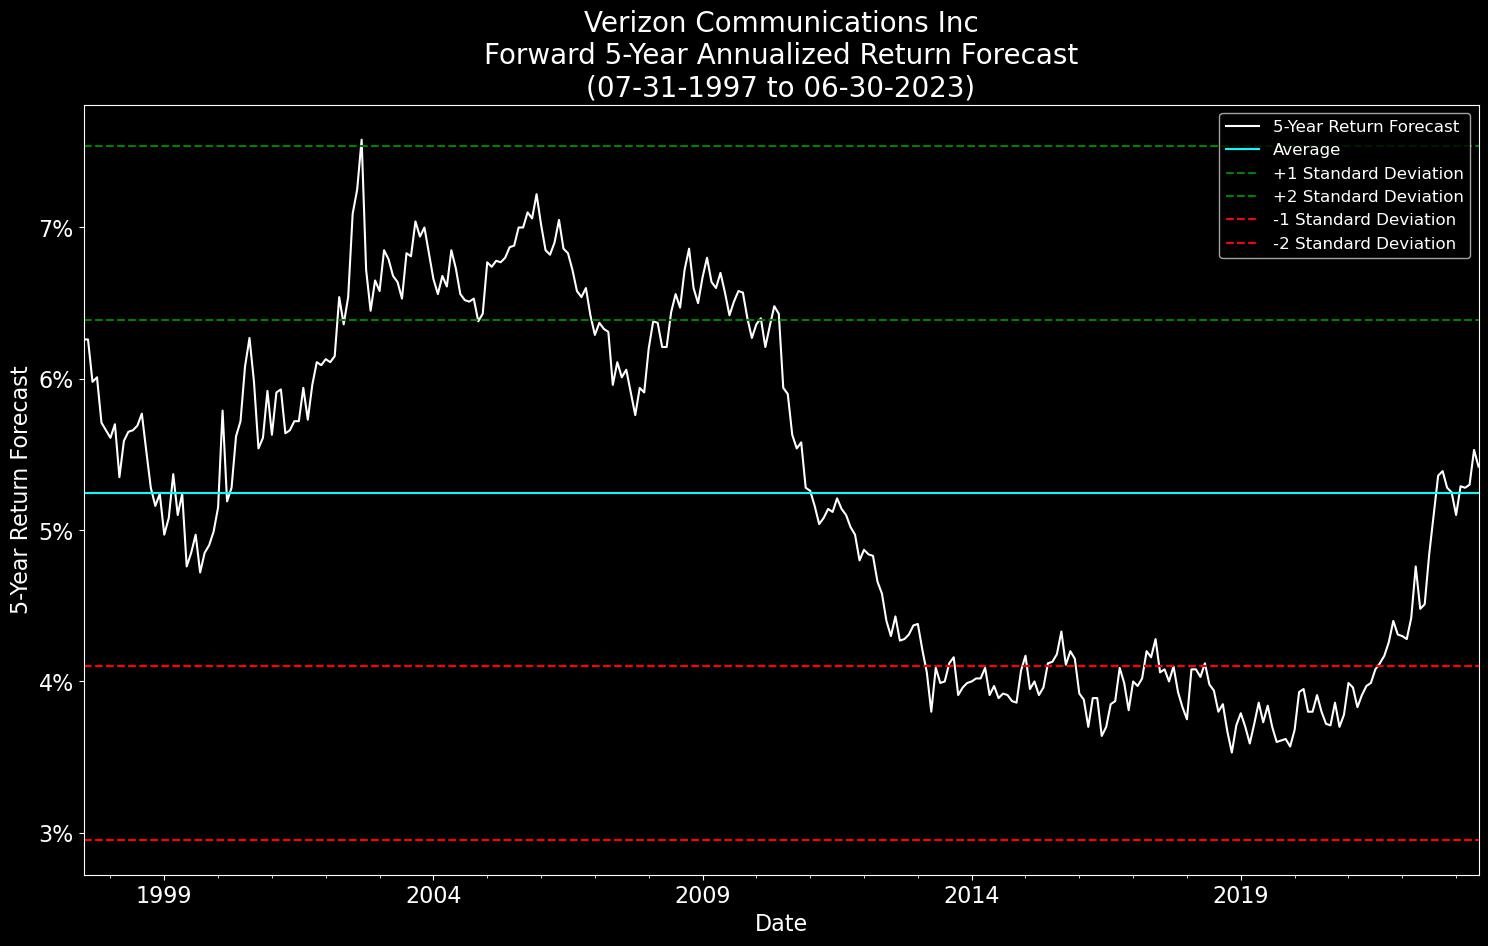 Verizon Communications Inc
Forward 5-Year Annualized Return Forecast
(07-31-1997 to 06-30-2023)
5-Year Return Forecast
Average
+1 Standard Deviation
+2 Standard Deviation
-1 Standard Deviation
-2 Standard Deviation
7%
6%
5%
4%
3%
5-Year Return Forecast
1999
2004
2009
2014
2019
Date